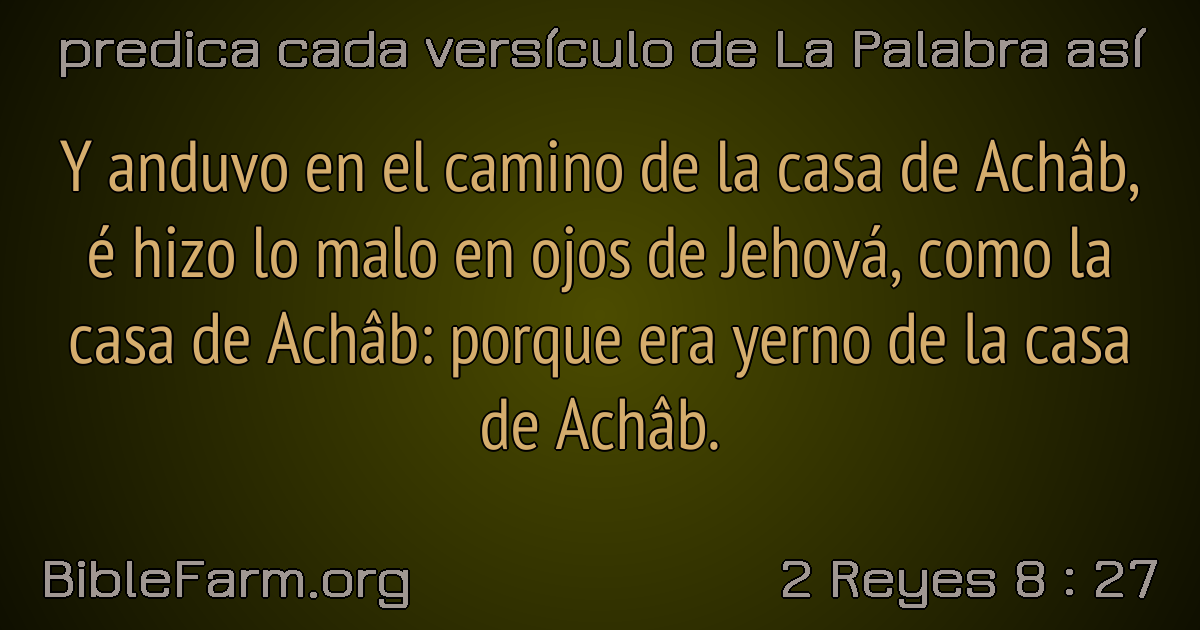 predica cada versículo de La Palabra así
Y anduvo en el camino de la casa de Achâb,
é hizo lo malo en ojos de Jehová, como la
casa de Achâb: porque era yerno de la casa
de Achâb.
BibleFarm.org
2 Reyes 8 : 27